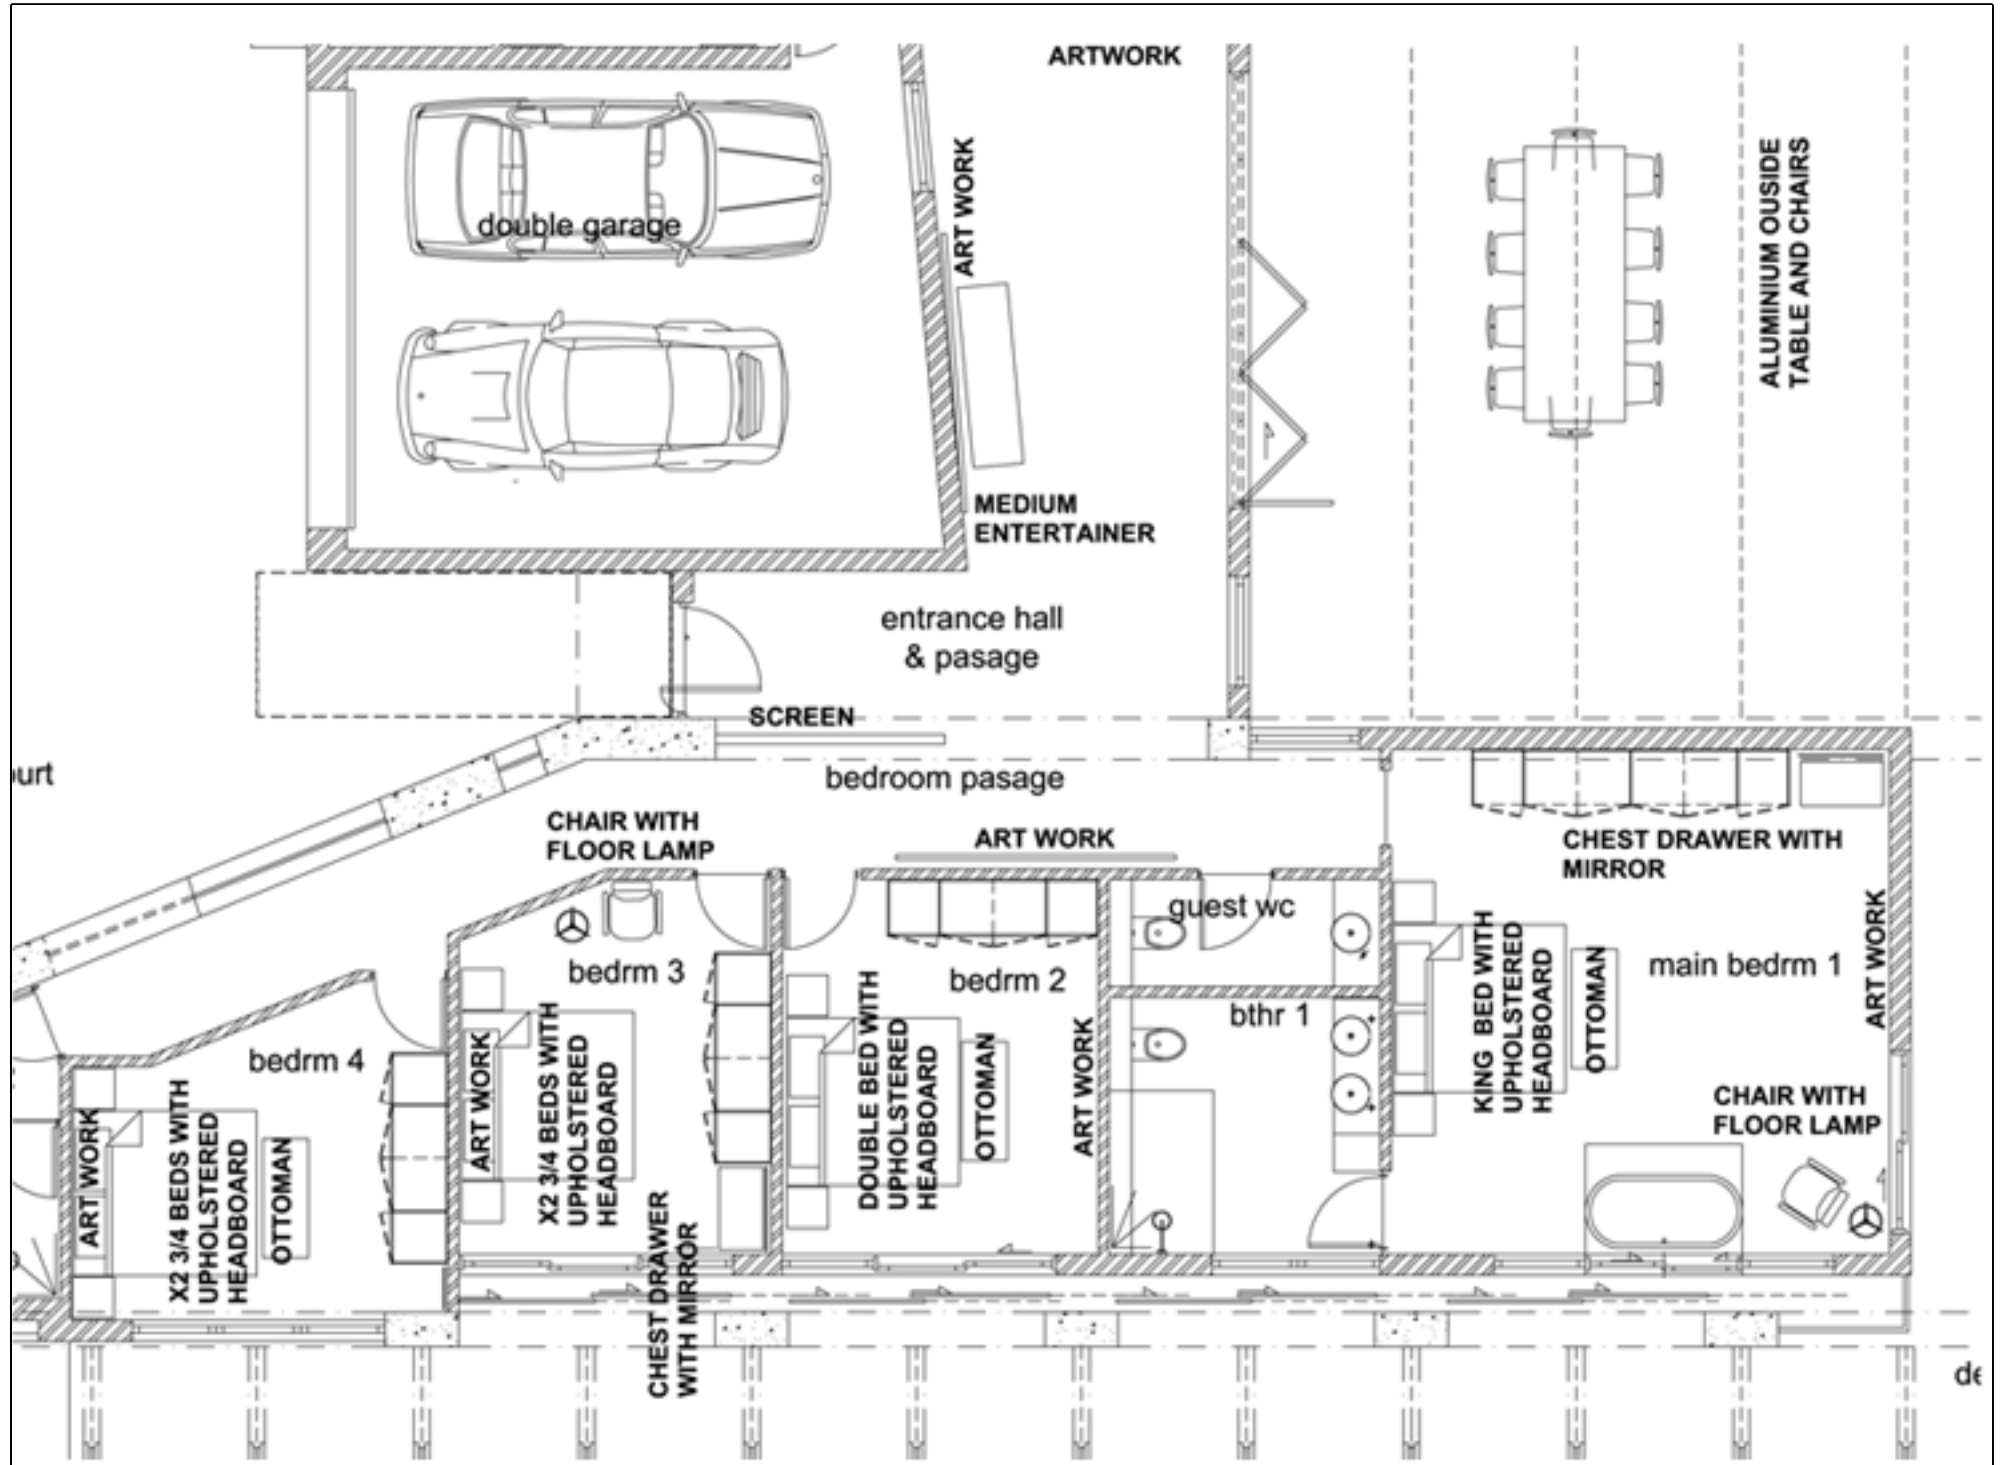 ARTWORK
double garage
ART WORK
ALUMINIUM OUSIDE
TABLE AND CHAIRS
MEDIUM
ENTERTAINER
entrance hall
& pasage
SCREEN
urt
bedroom pasage
CHAIR WITH
FLOOR LAMP
ART WORK
CHEST DRAWER WITH
MIRROR
guest wc
bedrm 3
bedrm 2
main bedrm 1
ART WORK
KING BED WITH
UPHOLSTERED
HEADBOARD
OTTOMAN
bthr 1
bedrm 4
ART WORK
X2 3/4 BEDS WITH
UPHOLSTERED
HEADBOARD
OTTOMAN
ART WORK
X2 3/4 BEDS WITH
UPHOLSTERED
HEADBOARD
DOUBLE BED WITH
UPHOLSTERED
HEADBOARD
OTTOMAN
ART WORK
CHAIR WITH
FLOOR LAMP
CHEST DRAWER
WITH MIRROR
de